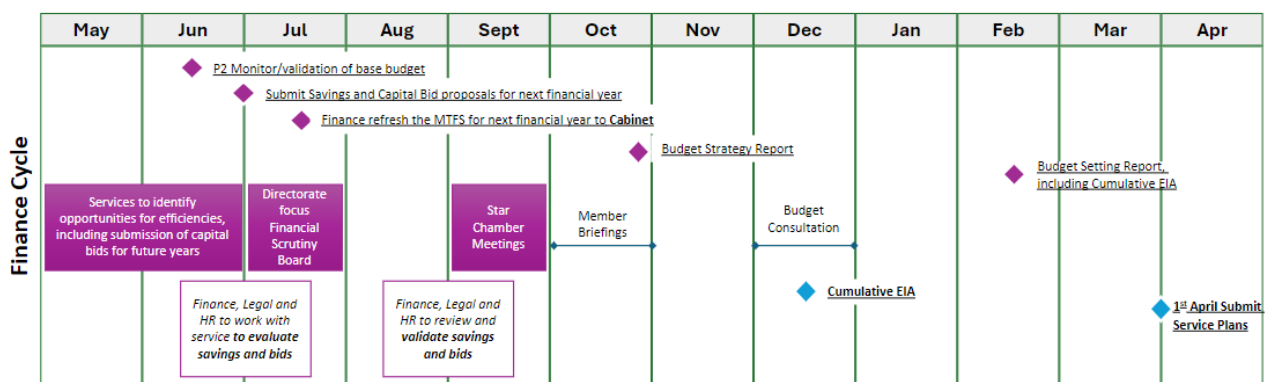 May Jun Jul Aug Sept Oct Nov Dec Jan Feb Mar Apr
Finance Cycle
P2 Monitor/validation of base budget
Submit Savings and Capital Bid proposals for next financial year
Finance refresh the MTFS for next financial year to Cabinet
Budget Strategy Report
Budget Setting Report,
including Cumulative EIA
Services to identify
opportunities for efficiencies,
including submission of capital
bids for future years
Directorate
focus
Financial
Scrutiny
Board
Star
Chamber
Meetings
Member
Briefings
Budget
Consultation
Cumulative EIA
1st April Submit
Service Plans
Finance, Legal and
HR to work with
service to evaluate
savings and bids
Finance, Legal and
HR to review and
validate savings
and bids